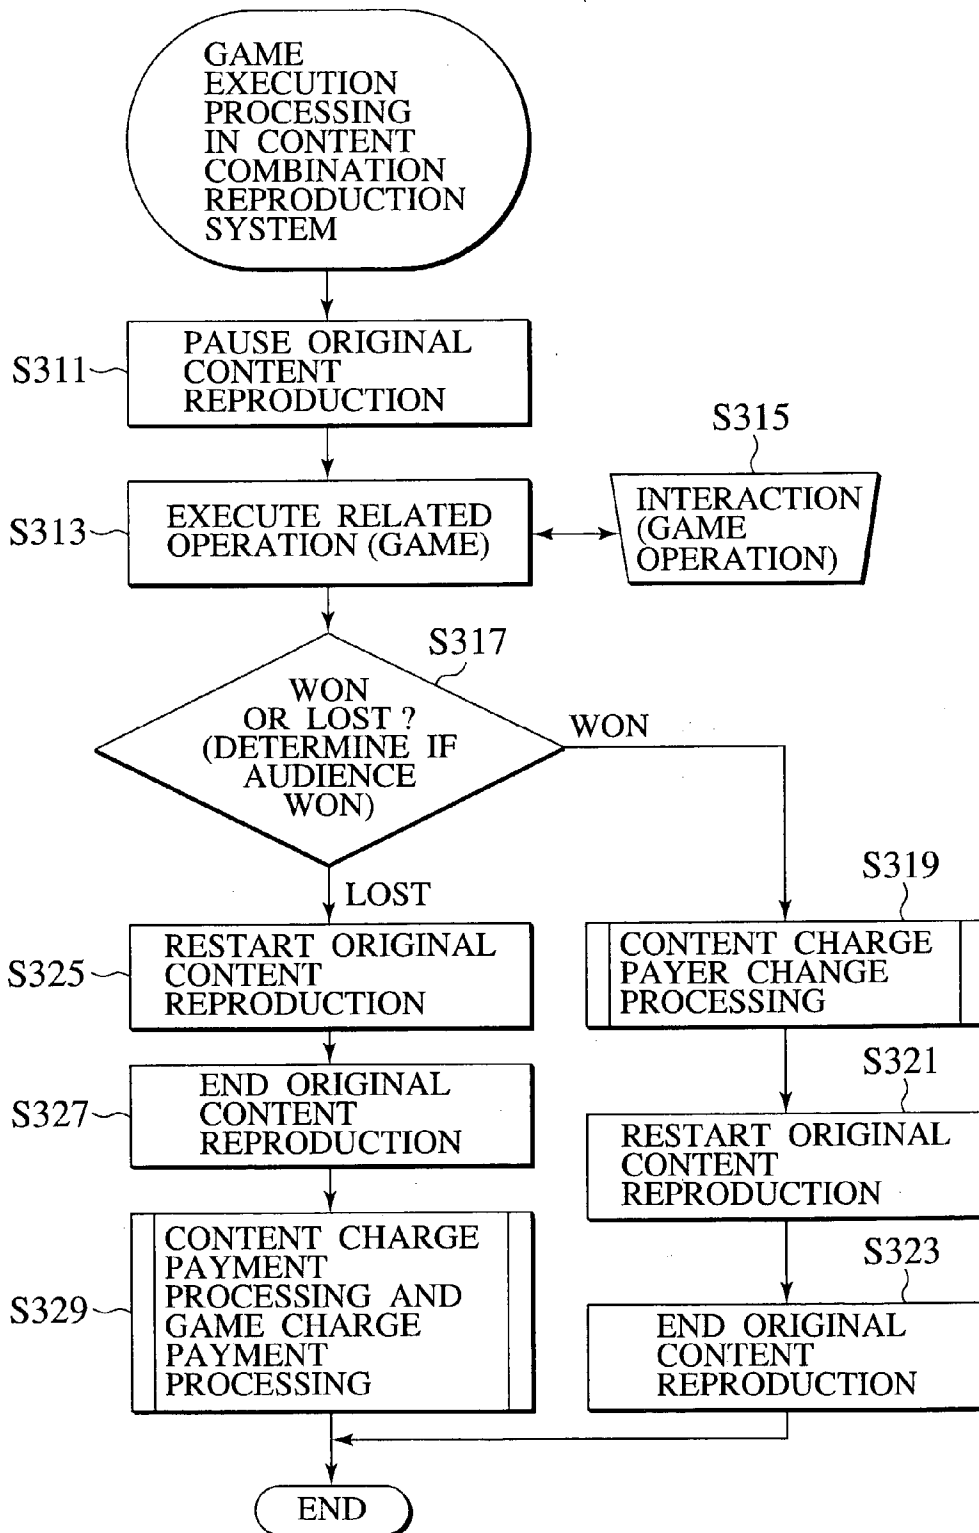 GAME
EXECUTION
PROCESSING
IN CONTENT
COMBINATION
REPRODUCTION
SYSTEM
S311
PAUSE ORIGINAL
CONTENT
REPRODUCTION
S313
EXECUTE RELATED
OPERATION (GAME)
S315
INTERACTION
(GAME
OPERATION)
S317
WON
OR LOST ?
(DETERMINE IF
AUDIENCE
WON)
WON
LOST
S325
RESTART ORIGINAL
CONTENT
REPRODUCTION
S327
END ORIGINAL
CONTENT
REPRODUCTION
S329
CONTENT CHARGE
PAYMENT
PROCESSING AND
GAME CHARGE
PAYMENT
PROCESSING
S319
CONTENT CHARGE
PAYER CHANGE
PROCESSING
S321
RESTART ORIGINAL
CONTENT
REPRODUCTION
S323
END ORIGINAL
CONTENT
REPRODUCTION
END